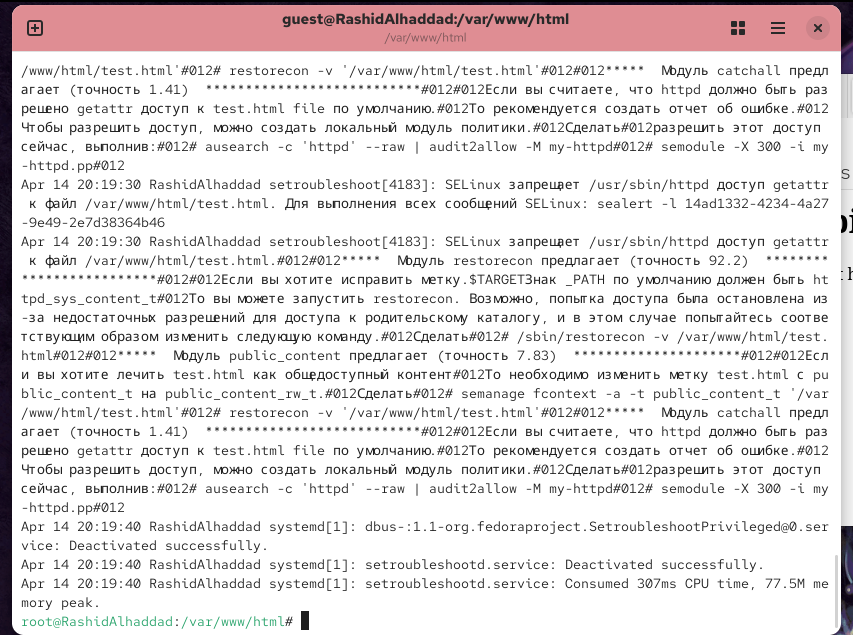 guest@RashidAlhaddad:/var/www/html
/var/www/html
/www/html/test.html'#012# restorecon -v '/var/www/html/test.html'#012#012***** Модуль catchall предл
агает (точность 1.41) **************************#012#012Если вы считаете, что httpd должно быть раз
решено getattr доступ к test.html file по умолчанию.#012То рекомендуется создать отчет об ошибке.#012
Чтобы разрешить доступ, можно создать локальный модуль политики.#012Сделать#012разрешить этот доступ
сейчас, выполнив:#012# ausearch -c 'httpd' --raw | audit2allow -M my-httpd#012# semodule -X 300 -i my
-httpd.pp#012
Apr 14 20:19:30 RashidAlhaddad setroubleshoot[4183]: SELinux запрещает /usr/sbin/httpd доступ getattr
к файл /var/www/html/test.html. Для выполнения всех сообщений SELinux: sealert -l 14ad1332-4234-4a27
-9e49-2e7d38364b46
Apr 14 20:19:30 RashidAlhaddad setroubleshoot[4183]: SELinux запрещает /usr/sbin/httpd доступ getattr
к файл /var/www/html/test.html.#012#012***** Модуль restorecon предлагает (точность 92.2) ********
*****************#012#012Если вы хотите исправить метку.$TARGETЗнак _PATH по умолчанию должен быть ht
tpd_sys_content_t#012То вы можете запустить restorecon. Возможно, попытка доступа была остановлена из
-за недостаточных разрешений для доступа к родительскому каталогу, и в этом случае попытайтесь соотве
тствующим образом изменить следующую команду.#012Сделать#012# /sbin/restorecon -v /var/www/html/test.
html#012#012***** Модуль public_content предлагает (точность 7.83) ********************#012#012Есл
и вы хотите лечить test.html как общедоступный контент#012То необходимо изменить метку test.html с pu
blic_content_t на public_content_rw_t.#012Сделать#012# semanage fcontext -a -t public_content_t '/var
/www/html/test.html'#012# restorecon -v '/var/www/html/test.html'#012#012***** Модуль catchall предл
агает (точность 1.41) **************************#012#012Если вы считаете, что httpd должно быть раз
решено getattr доступ к test.html file по умолчанию.#012То рекомендуется создать отчет об ошибке.#012
Чтобы разрешить доступ, можно создать локальный модуль политики.#012Сделать#012разрешить этот доступ
сейчас, выполнив:#012# ausearch -c 'httpd' --raw | audit2allow -M my-httpd#012# semodule -X 300 -i my
-httpd.pp#012
Apr 14 20:19:40 RashidAlhaddad systemd[1]: dbus-:1.1-org.fedoraproject.SetroubleshootPrivileged@0.ser
vice: Deactivated successfully.
Apr 14 20:19:40 RashidAlhaddad systemd[1]: setroubleshootd.service: Deactivated successfully.
Apr 14 20:19:40 RashidAlhaddad systemd[1]: setroubleshootd.service: Consumed 307ms CPU time, 77.5M me
mory peak.
root@RashidAlhaddad:/var/www/html#